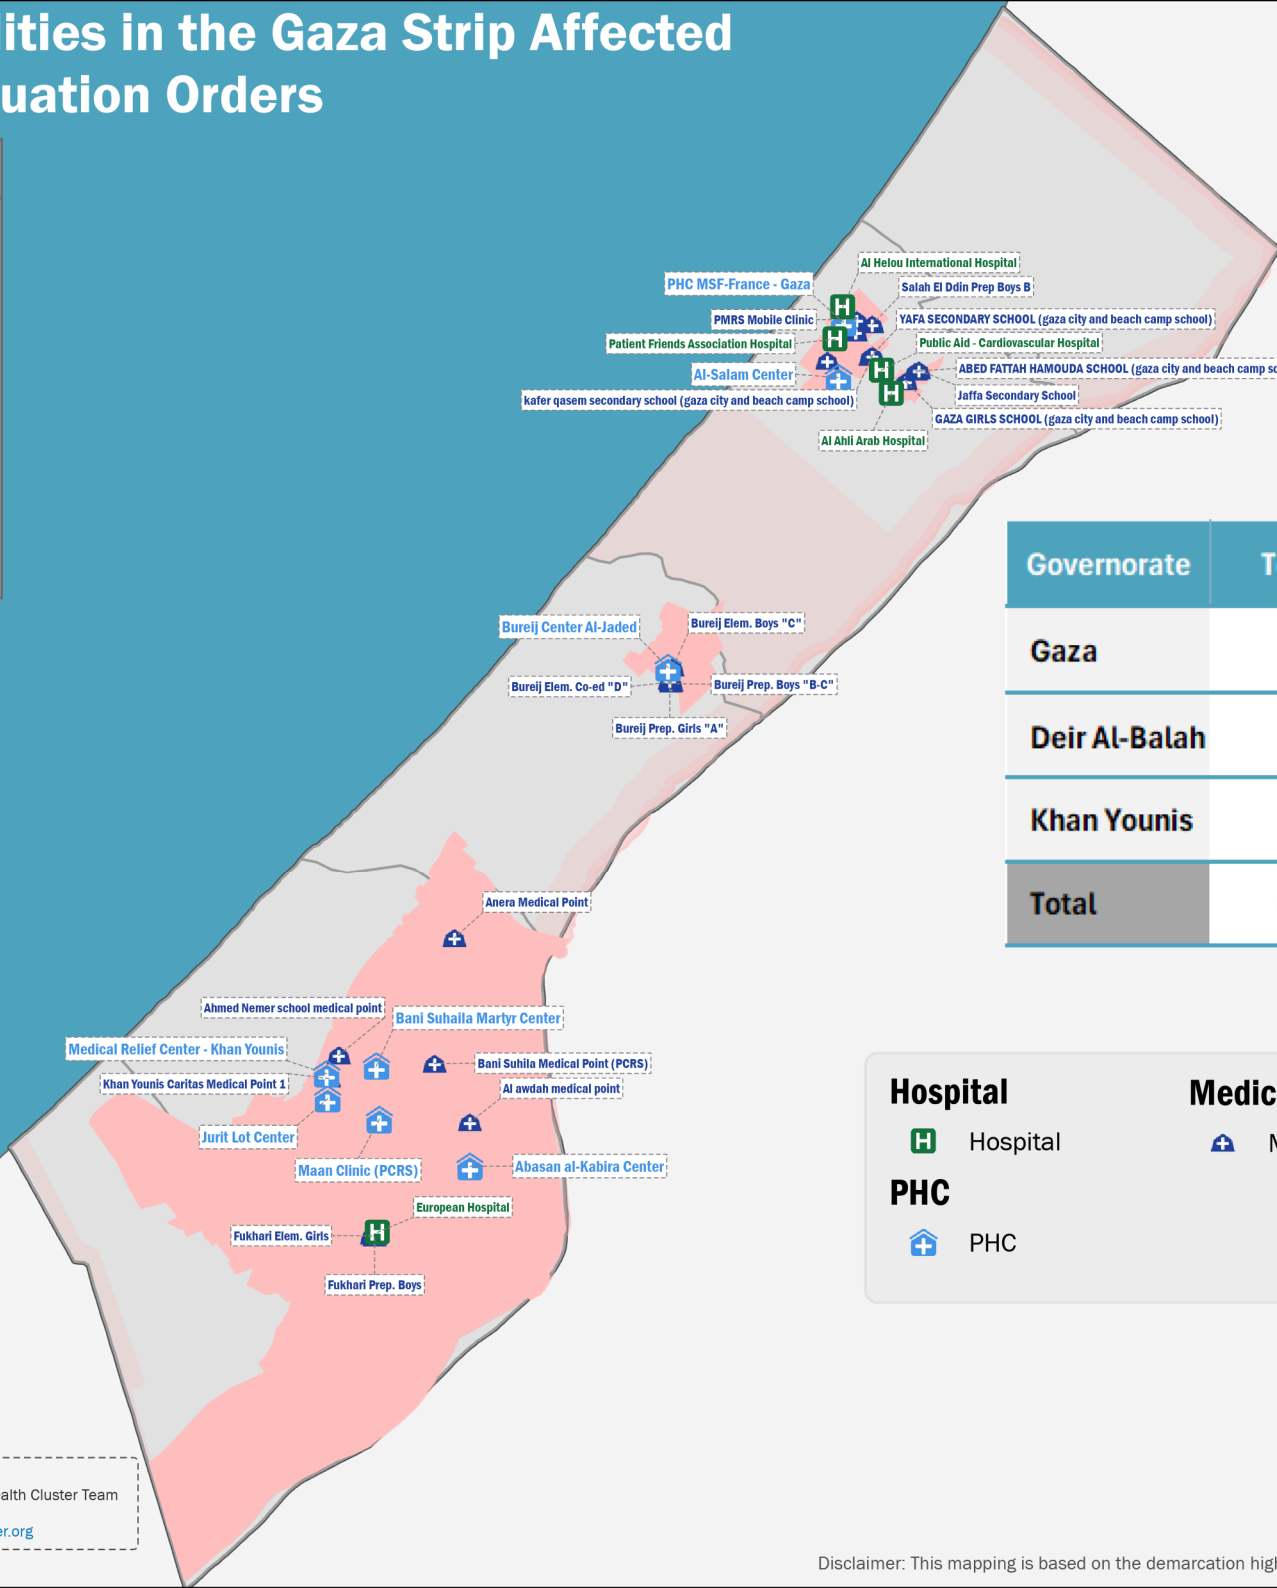 lities in the Gaza Strip Affected
uation Orders
Al Helou International Hospital
PHC MSF-France - Gaza
Salah El Ddin Prep Boys B
PMRS Mobile Clinic
YAFA SECONDARY SCHOOL (gaza city and beach camp school)
Patient Friends Association Hospital
Public Aid - Cardiovascular Hospital
Al-Salam Center
ABED FATTAH HAMOUDA SCHOOL (gaza city and beach camp sc
kafer qasem secondary school (gaza city and beach camp school)
Jaffa Secondary School
GAZA GIRLS SCHOOL (gaza city and beach camp school)
Al Ahli Arab Hospital
Governorate
Gaza
Deir Al-Balah
Khan Younis
Total
Bureij Center Al-Jaded
Bureij Elem. Boys "C"
Bureij Elem. Co-ed "D"
Bureij Prep. Boys "B-C"
Bureij Prep. Girls "A"
Anera Medical Point
Ahmed Nemer school medical point
Bani Suhaila Martyr Center
Medical Relief Center - Khan Younis
Bani Suhila Medical Point (PCRS)
Khan Younis Caritas Medical Point 1
Al awdah medical point
Jurit Lot Center
Maan Clinic (PCRS)
Abasan al-Kabira Center
European Hospital
Fukhari Elem. Girls
Fukhari Prep. Boys
Hospital
Medic
H Hospital
PHC
PHC
alth Cluster Team
er.org
Disclaimer: This mapping is based on the demarcation hig